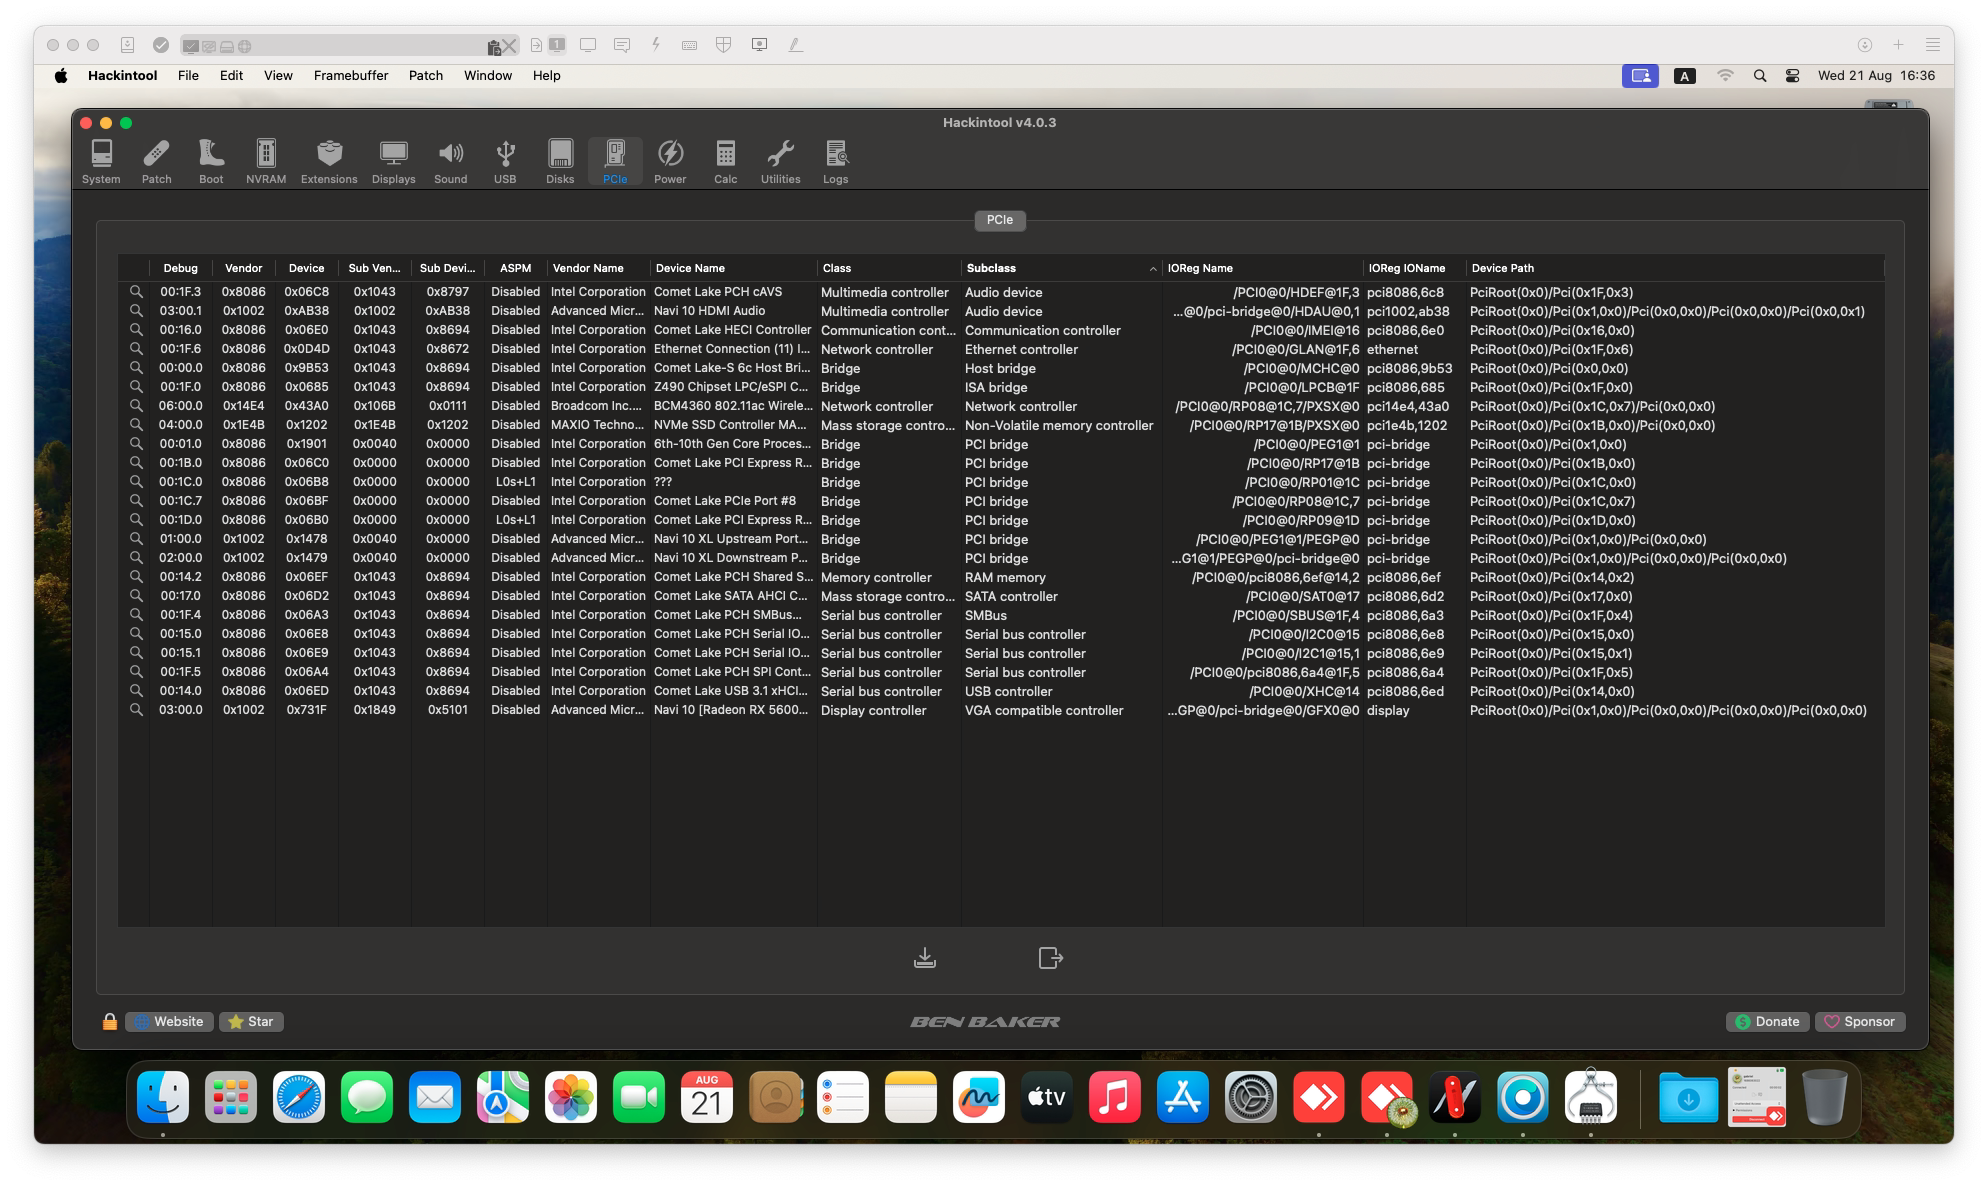 1
Hackintool File Edit View Framebuffer Patch Window Help A Wed 21 Aug 16:36
Hackintool v4.0.3
System Patch Boot NVRAM Extensions Displays Sound USB Disks PCIe Power Calc Utilities Logs
PCIe
Debug Vendor Device Sub Ven... Sub Devi... ASPM Vendor Name Device Name Class Subclass IOReg Name IOReg IOName Device Path
00:1F.3 0x8086 0x06C8 0x1043 0x8797 Disabled Intel Corporation Comet Lake PCH cAVS Multimedia controller Audio device /PCI0@0/HDEF@1F,3 pci8086,6c8 PciRoot(0x0)/Pci(0x1F,0x3)
03:00.1 0x1002 0xAB38 0x1002 0xAB38 Disabled Advanced Micr... Navi 10 HDMI Audio Multimedia controller Audio device ...@0/pci-bridge@0/HDAU@0,1 pci1002,ab38 PciRoot(0x0)/Pci(0x1,0x0)/Pci(0x0,0x0)/Pci(0x0,0x0)/Pci(0x0,0x1)
00:16.0 0x8086 0x06E0 0x1043 0x8694 Disabled Intel Corporation Comet Lake HECI Controller Communication cont... Communication controller /PCI0@0/IMEI@16 pci8086,6e0 PciRoot(0x0)/Pci(0x16,0x0)
00:1F.6 0x8086 0x0D4D 0x1043 0x8672 Disabled Intel Corporation Ethernet Connection (11) I... Network controller Ethernet controller /PCI0@0/GLAN@1F,6 ethernet PciRoot(0x0)/Pci(0x1F,0x6)
00:00.0 0x8086 0x9B53 0x1043 0x8694 Disabled Intel Corporation Comet Lake-S 6c Host Bri... Bridge Host bridge /PCI0@0/MCHC@0 pci8086,9b53 PciRoot(0x0)/Pci(0x0,0x0)
00:1F.0 0x8086 0x0685 0x1043 0x8694 Disabled Intel Corporation Z490 Chipset LPC/eSPI C... Bridge ISA bridge /PCI0@0/LPCB@1F pci8086,685 PciRoot(0x0)/Pci(0x1F,0x0)
06:00.0 0x14E4 0x43A0 0x106B 0x0111 Disabled Broadcom Inc.... BCM4360 802.11ac Wirele... Network controller Network controller /PCI0@0/RP08@1C,7/PXSX@0 pci14e4,43a0 PciRoot(0x0)/Pci(0x1C,0x7)/Pci(0x0,0x0)
04:00.0 0x1E4B 0x1202 0x1E4B 0x1202 Disabled MAXIO Techno... NVMe SSD Controller MA... Mass storage contro... Non-Volatile memory controller /PCI0@0/RP17@1B/PXSX@0 pci1e4b,1202 PciRoot(0x0)/Pci(0x1B,0x0)/Pci(0x0,0x0)
00:01.0 0x8086 0x1901 0x0040 0x0000 Disabled Intel Corporation 6th-10th Gen Core Proces... Bridge PCI bridge /PCI0@0/PEG1@1 pci-bridge PciRoot(0x0)/Pci(0x1,0x0)
00:1B.0 0x8086 0x06C0 0x0000 0x0000 Disabled Intel Corporation Comet Lake PCI Express R... Bridge PCI bridge /PCI0@0/RP17@1B pci-bridge PciRoot(0x0)/Pci(0x1B,0x0)
00:1C.0 0x8086 0x06B8 0x0000 0x0000 L0s+L1 Intel Corporation ??? Bridge PCI bridge /PCI0@0/RP01@1C pci-bridge PciRoot(0x0)/Pci(0x1C,0x0)
00:1C.7 0x8086 0x06BF 0x0000 0x0000 Disabled Intel Corporation Comet Lake PCIe Port #8 Bridge PCI bridge /PCI0@0/RP08@1C,7 pci-bridge PciRoot(0x0)/Pci(0x1C,0x7)
00:1D.0 0x8086 0x06B0 0x0000 0x0000 L0s+L1 Intel Corporation Comet Lake PCI Express R... Bridge PCI bridge /PCI0@0/RP09@1D pci-bridge PciRoot(0x0)/Pci(0x1D,0x0)
01:00.0 0x1002 0x1478 0x0040 0x0000 Disabled Advanced Micr... Navi 10 XL Upstream Port... Bridge PCI bridge /PCI0@0/PEG1@1/PEGP@0 pci-bridge PciRoot(0x0)/Pci(0x1,0x0)/Pci(0x0,0x0)
02:00.0 0x1002 0x1479 0x0040 0x0000 Disabled Advanced Micr... Navi 10 XL Downstream P... Bridge PCI bridge ...G1@1/PEGP@0/pci-bridge@0 pci-bridge PciRoot(0x0)/Pci(0x1,0x0)/Pci(0x0,0x0)/Pci(0x0,0x0)
00:14.2 0x8086 0x06EF 0x1043 0x8694 Disabled Intel Corporation Comet Lake PCH Shared S... Memory controller RAM memory /PCI0@0/pci8086,6ef@14,2 pci8086,6ef PciRoot(0x0)/Pci(0x14,0x2)
00:17.0 0x8086 0x06D2 0x1043 0x8694 Disabled Intel Corporation Comet Lake SATA AHCI C... Mass storage contro... SATA controller /PCI0@0/SAT0@17 pci8086,6d2 PciRoot(0x0)/Pci(0x17,0x0)
00:1F.4 0x8086 0x06A3 0x1043 0x8694 Disabled Intel Corporation Comet Lake PCH SMBus... Serial bus controller SMBus /PCI0@0/SBUS@1F,4 pci8086,6a3 PciRoot(0x0)/Pci(0x1F,0x4)
00:15.0 0x8086 0x06E8 0x1043 0x8694 Disabled Intel Corporation Comet Lake PCH Serial IO... Serial bus controller Serial bus controller /PCI0@0/I2C0@15 pci8086,6e8 PciRoot(0x0)/Pci(0x15,0x0)
00:15.1 0x8086 0x06E9 0x1043 0x8694 Disabled Intel Corporation Comet Lake PCH Serial IO... Serial bus controller Serial bus controller /PCI0@0/I2C1@15,1 pci8086,6e9 PciRoot(0x0)/Pci(0x15,0x1)
00:1F.5 0x8086 0x06A4 0x1043 0x8694 Disabled Intel Corporation Comet Lake PCH SPI Cont... Serial bus controller Serial bus controller /PCI0@0/pci8086,6a4@1F,5 pci8086,6a4 PciRoot(0x0)/Pci(0x1F,0x5)
00:14.0 0x8086 0x06ED 0x1043 0x8694 Disabled Intel Corporation Comet Lake USB 3.1 xHCI... Serial bus controller USB controller /PCI0@0/XHC@14 pci8086,6ed PciRoot(0x0)/Pci(0x14,0x0)
03:00.0 0x1002 0x731F 0x1849 0x5101 Disabled Advanced Micr... Navi 10 [Radeon RX 5600... Display controller VGA compatible controller ...GP@0/pci-bridge@0/GFX0@0 display PciRoot(0x0)/Pci(0x1,0x0)/Pci(0x0,0x0)/Pci(0x0,0x0)/Pci(0x0,0x0)
Website Star BEN BAKER Donate Sponsor
AUG
21
tv